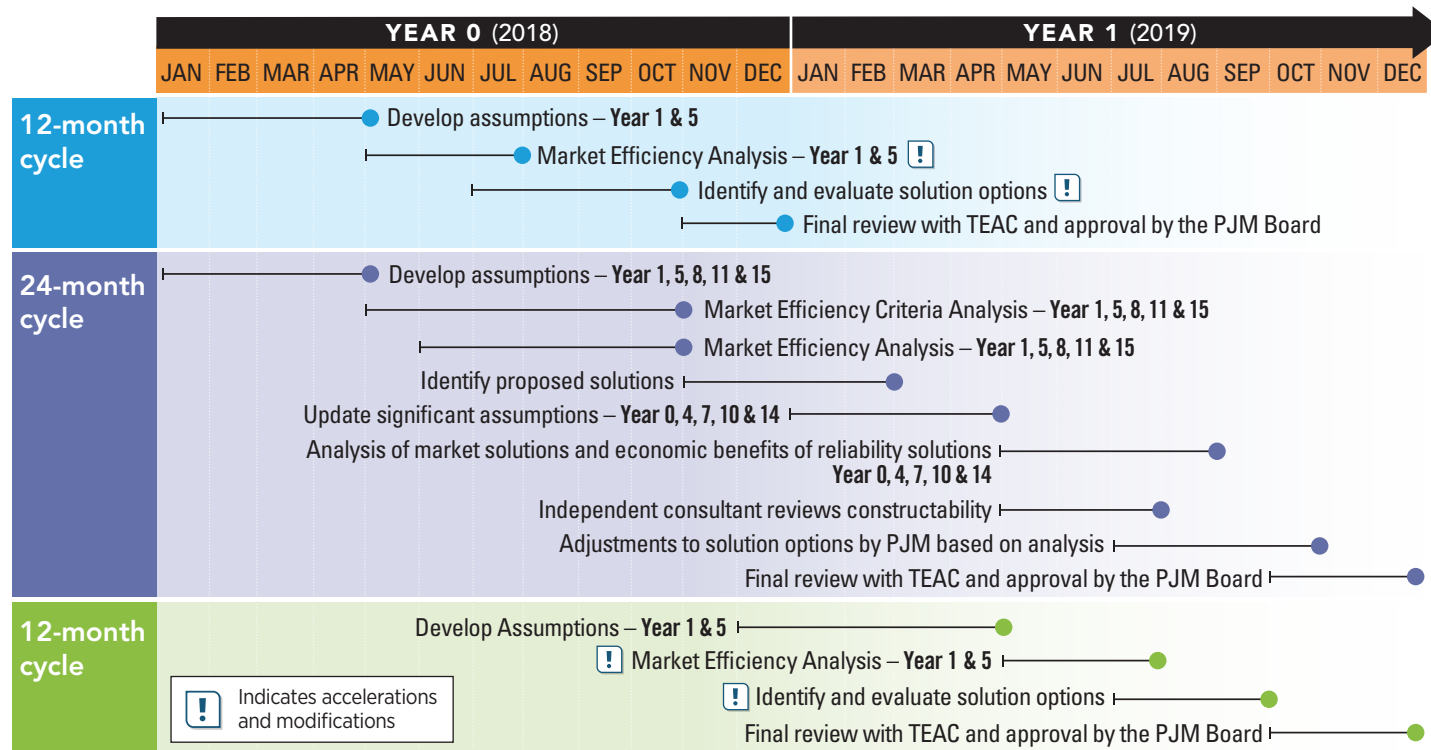 YEAR 0 (2018)
YEAR 1 (2019)
JAN FEB MAR APR MAY JUN JUL AUG SEP OCT NOV DEC JAN FEB MAR APR MAY JUN JUL AUG SEP OCT NOV DEC
12-month
cycle
Develop assumptions – Year 1 & 5
Market Efficiency Analysis – Year 1 & 5 !
Identify and evaluate solution options !
Final review with TEAC and approval by the PJM Board
24-month
cycle
Develop assumptions – Year 1, 5, 8, 11 & 15
Market Efficiency Criteria Analysis – Year 1, 5, 8, 11 & 15
Market Efficiency Analysis – Year 1, 5, 8, 11 & 15
Identify proposed solutions
Update significant assumptions – Year 0, 4, 7, 10 & 14
Analysis of market solutions and economic benefits of reliability solutions
Year 0, 4, 7, 10 & 14
Independent consultant reviews constructability
Adjustments to solution options by PJM based on analysis
Final review with TEAC and approval by the PJM Board
12-month
cycle
Develop Assumptions – Year 1 & 5
! Market Efficiency Analysis – Year 1 & 5
! Identify and evaluate solution options
Final review with TEAC and approval by the PJM Board
! Indicates accelerations
and modifications